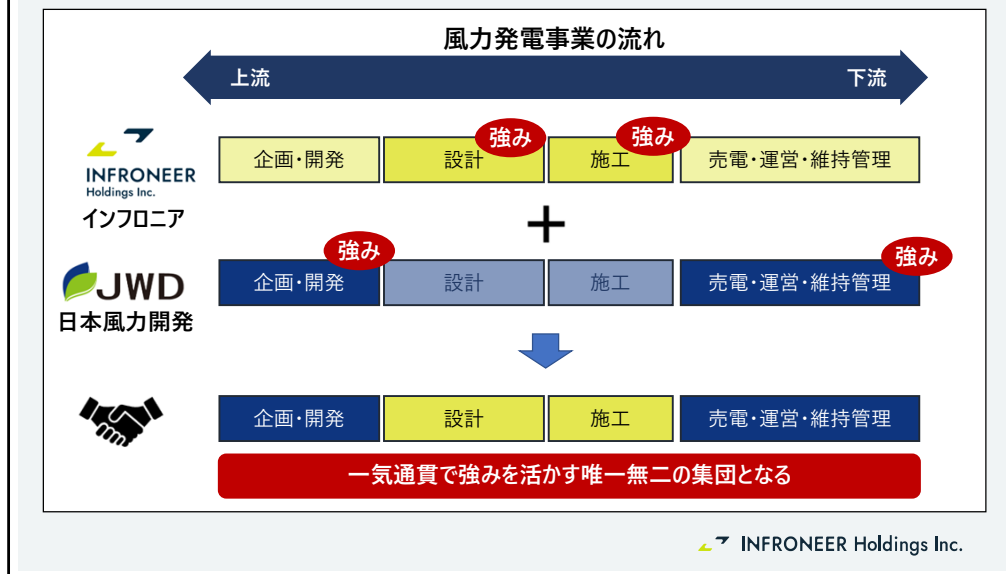 風力発電事業の流れ
上流
下流
INFRONEER
Holdings Inc.
インフロニア
企画・開発
設計
強み
施工
強み
売電・運営・維持管理
+
JWD
日本風力開発
企画・開発
強み
設計
施工
売電・運営・維持管理
強み
企画・開発
設計
施工
売電・運営・維持管理
一気通貫で強みを活かす唯一無二の集団となる
INFRONEER Holdings Inc.